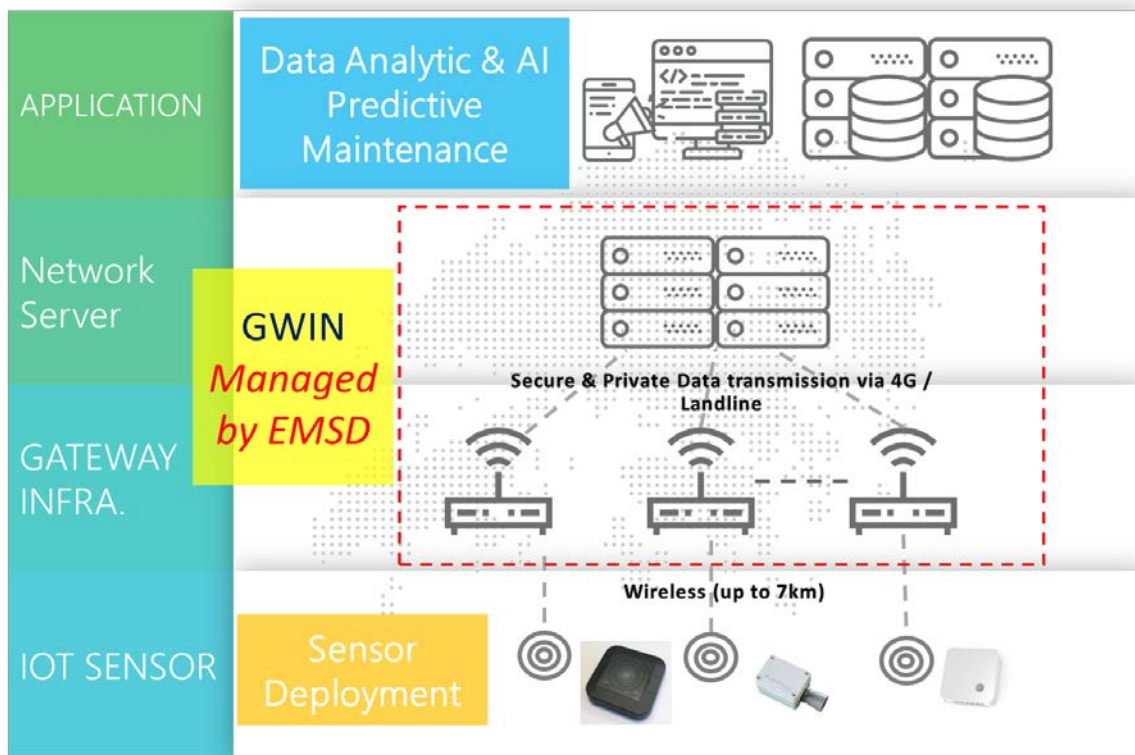 APPLICATION
Data Analytic & AI
Predictive
Maintenance
</>
Network
Server
GWIN
Managed
by EMSD
Secure & Private Data transmission via 4G /
Landline
GATEWAY
INFRA.
Wireless (up to 7km)
IOT SENSOR
Sensor
Deployment